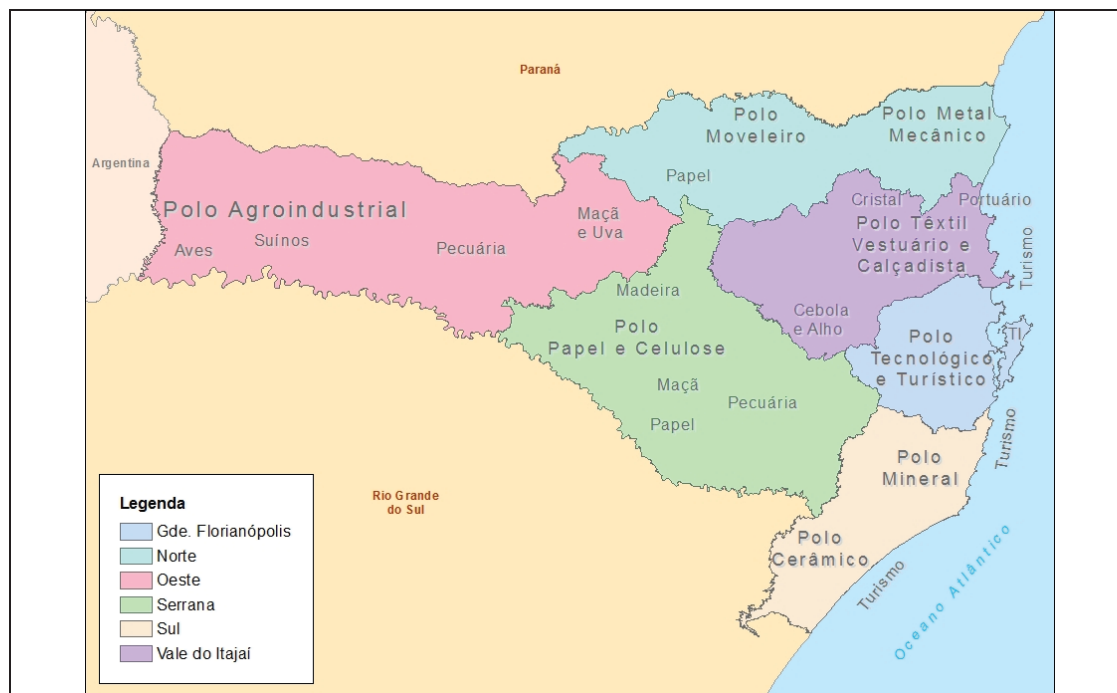 Paraná
Argentina
Polo
Moveleiro
Polo Metal
Mecânico
Papel
Polo Agroindustrial
Aves
Suínos
Pecuária
Maçã
e Uva
Cristal
Portuário
Polo Têxtil
Vestuário e
Calçadista
Cebola
e Alho
Turismo
Madeira
Polo
Papel e Celulose
Maçã
Pecuária
Papel
Polo
Tecnológico
e Turístico
TI
Turismo
Polo
Mineral
Polo
Cerâmico
Turismo
Oceano Atlântico
Rio Grande
do Sul
Legenda
Gde. Florianópolis
Norte
Oeste
Serrana
Sul
Vale do Itajaí